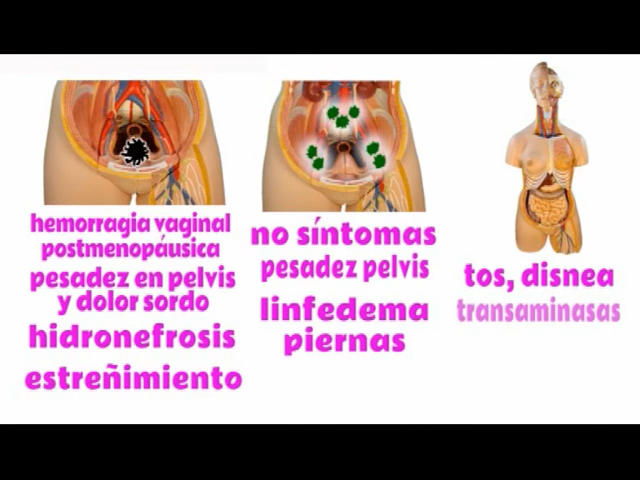 hemorragia vaginal
postmenopáusica
pesadez en pelvis
y dolor sordo
hidronefrosis
estreñimiento
no síntomas
pesadez pelvis
linfedema
piernas
tos, disnea
transaminasas